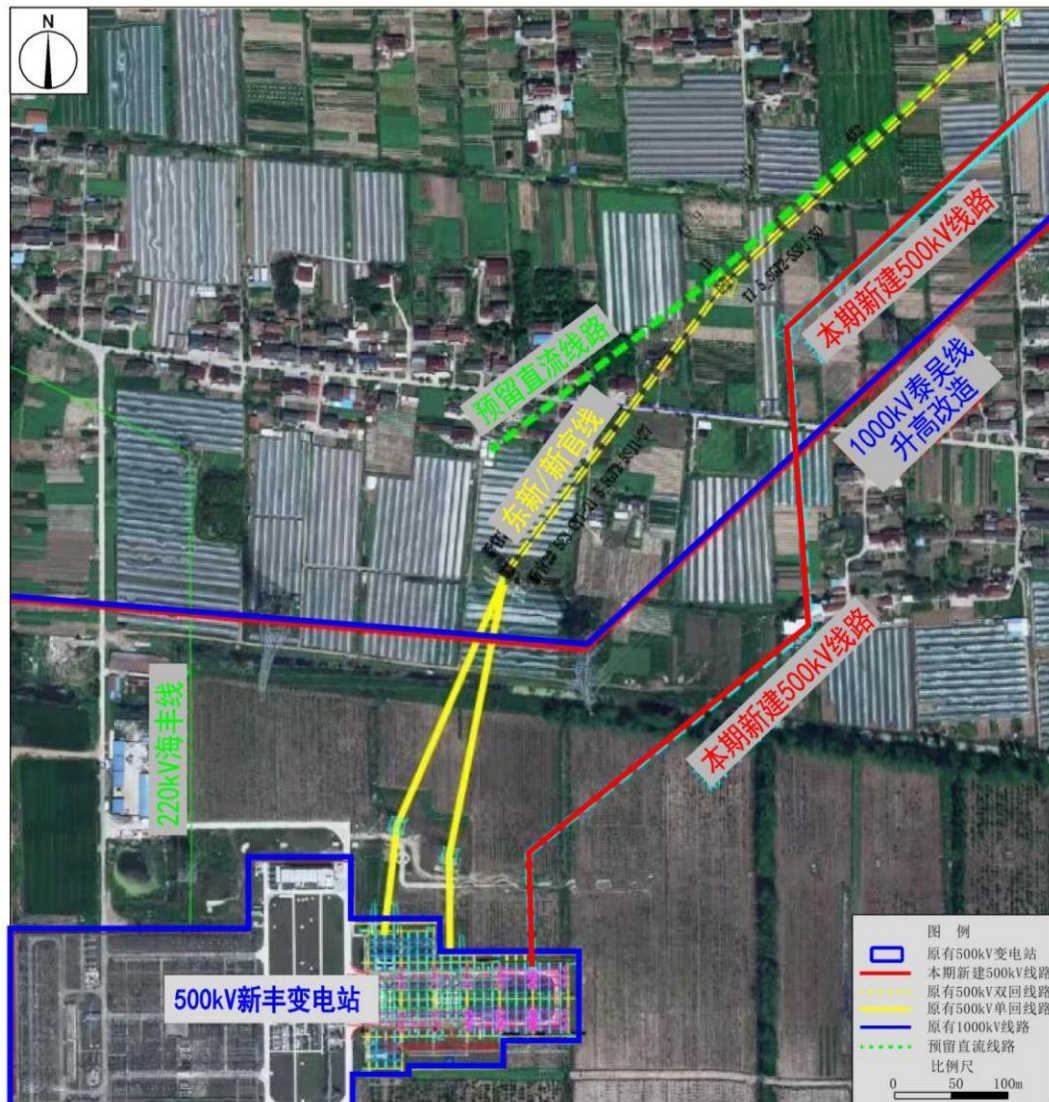 N
本期新建500kV线路
预留直流线路
1000kV泰吴线
升高改造
东新/新官线
本期新建500kV线路
220kV海丰线
500kV新丰变电站
图 例
原有500kV变电站
本期新建500kV线路
原有500kV双回线路
原有500kV单回线路
原有1000kV线路
预留直流线路
比例尺
0 50 100m